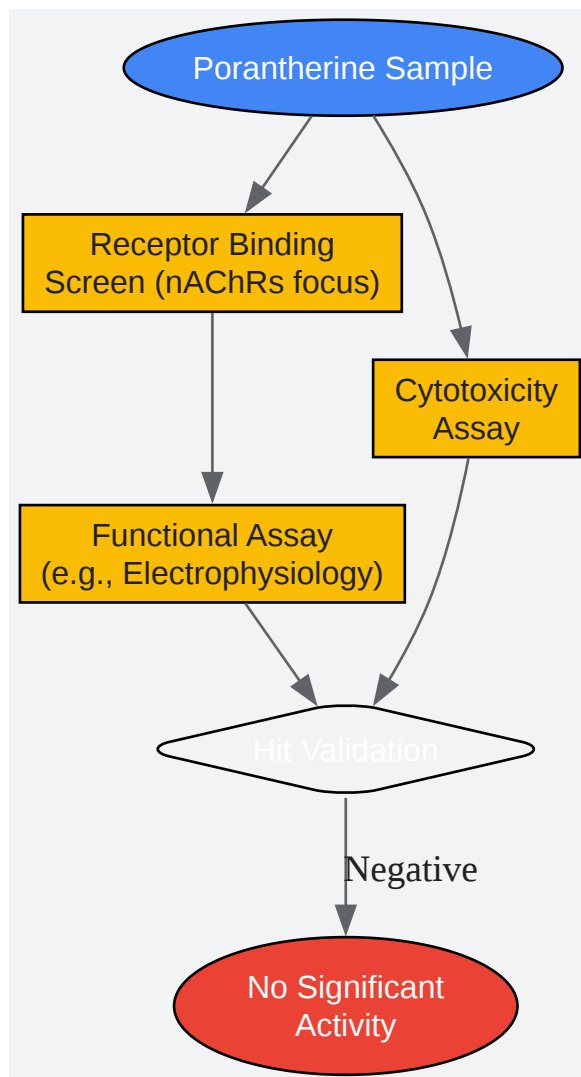 Porantherine Sample
Receptor Binding
Screen (nAChRs focus)
Cytotoxicity
Assay
Functional Assay
(e.g., Electrophysiology)
Hit Validation
Negative
No Significant
Activity